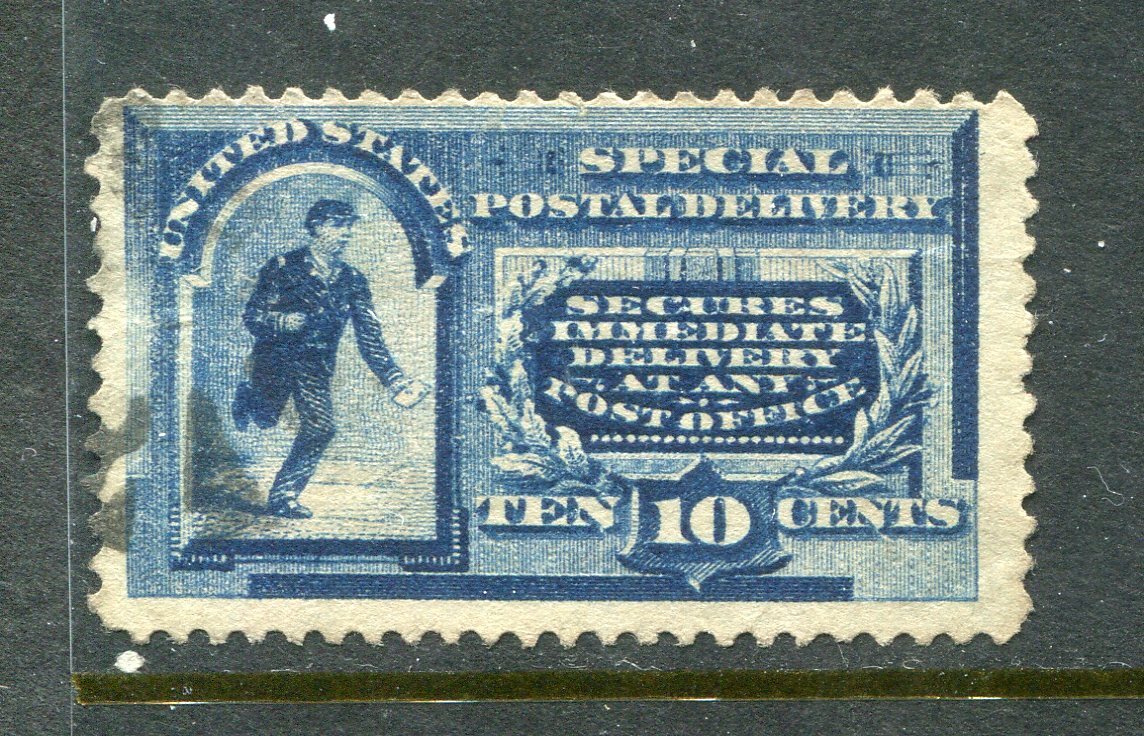 UNITED STATES
SPECIAL
POSTAL DELIVERY
SECURES
IMMEDIATE
DELIVERY
AT ANY
POST OFFICE
TEN 10 CENTS